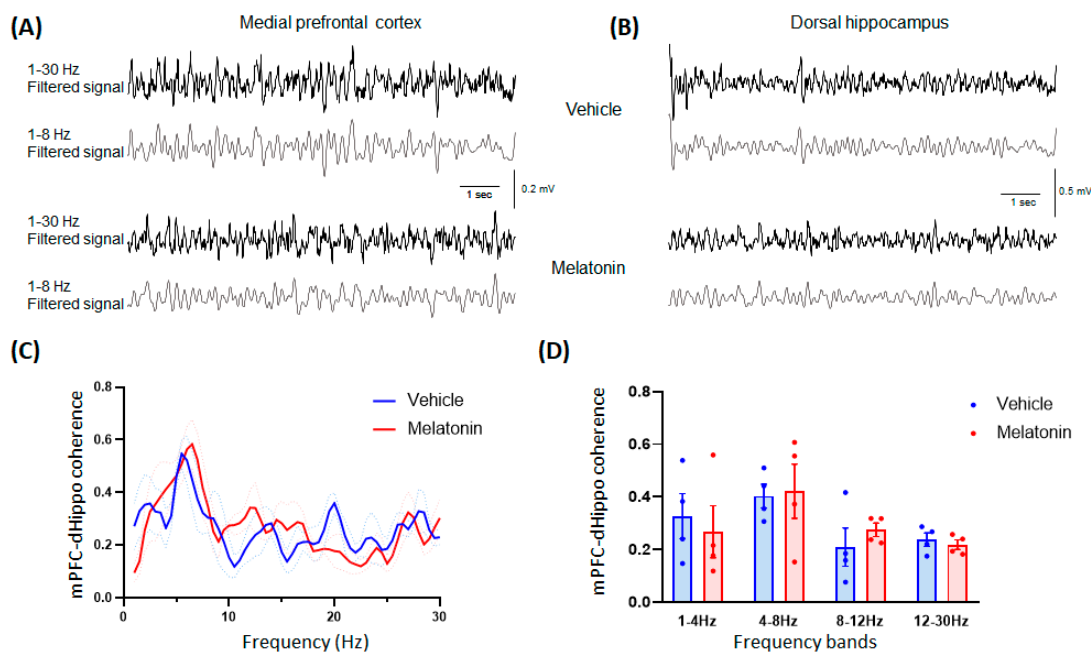 (A)
Medial prefrontal cortex
(B)
Dorsal hippocampus
1-30 Hz
Filtered signal
Vehicle
1-8 Hz
Filtered signal
1 sec
0.2 mV
1 sec
0.5 mV
1-30 Hz
Filtered signal
Melatonin
1-8 Hz
Filtered signal
(C)
0.8
0.6
0.4
0.2
0.0
mPFC-dHippo coherence
Vehicle
Melatonin
0
10
20
30
Frequency (Hz)
(D)
0.8
0.6
0.4
0.2
0.0
mPFC-dHippo coherence
Vehicle
Melatonin
1-4Hz
4-8Hz
8-12Hz
12-30Hz
Frequency bands